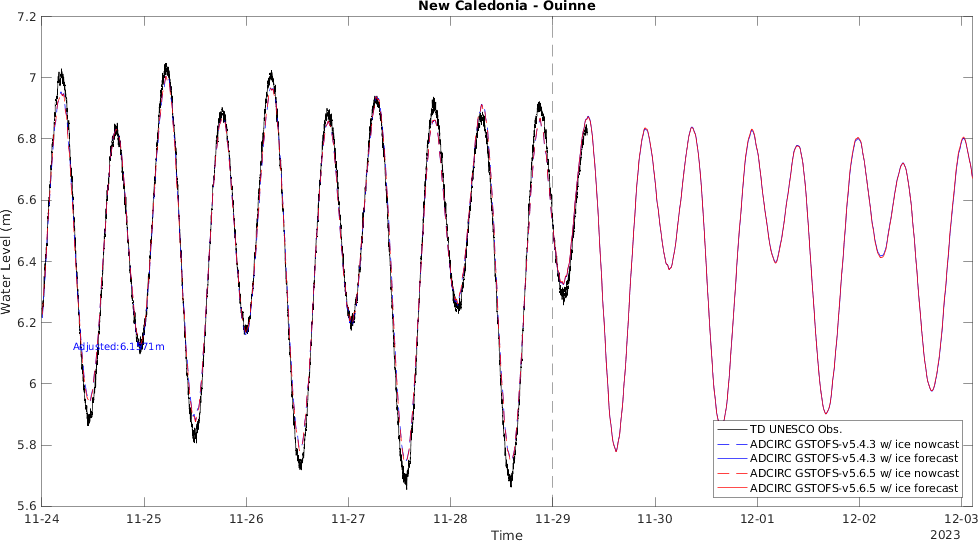 New Caledonia - Ouinne
7.2
7
6.8
6.6
6.4
6.2
6
5.8
5.6
Water Level (m)
Adjusted:6.1571m
TD UNESCO Obs.
ADCIRC GSTOFS-v5.4.3 w/ ice nowcast
ADCIRC GSTOFS-v5.4.3 w/ ice forecast
ADCIRC GSTOFS-v5.6.5 w/ ice nowcast
ADCIRC GSTOFS-v5.6.5 w/ ice forecast
11-24 11-25 11-26 11-27 11-28 11-29 11-30 12-01 12-02 12-03
Time
2023